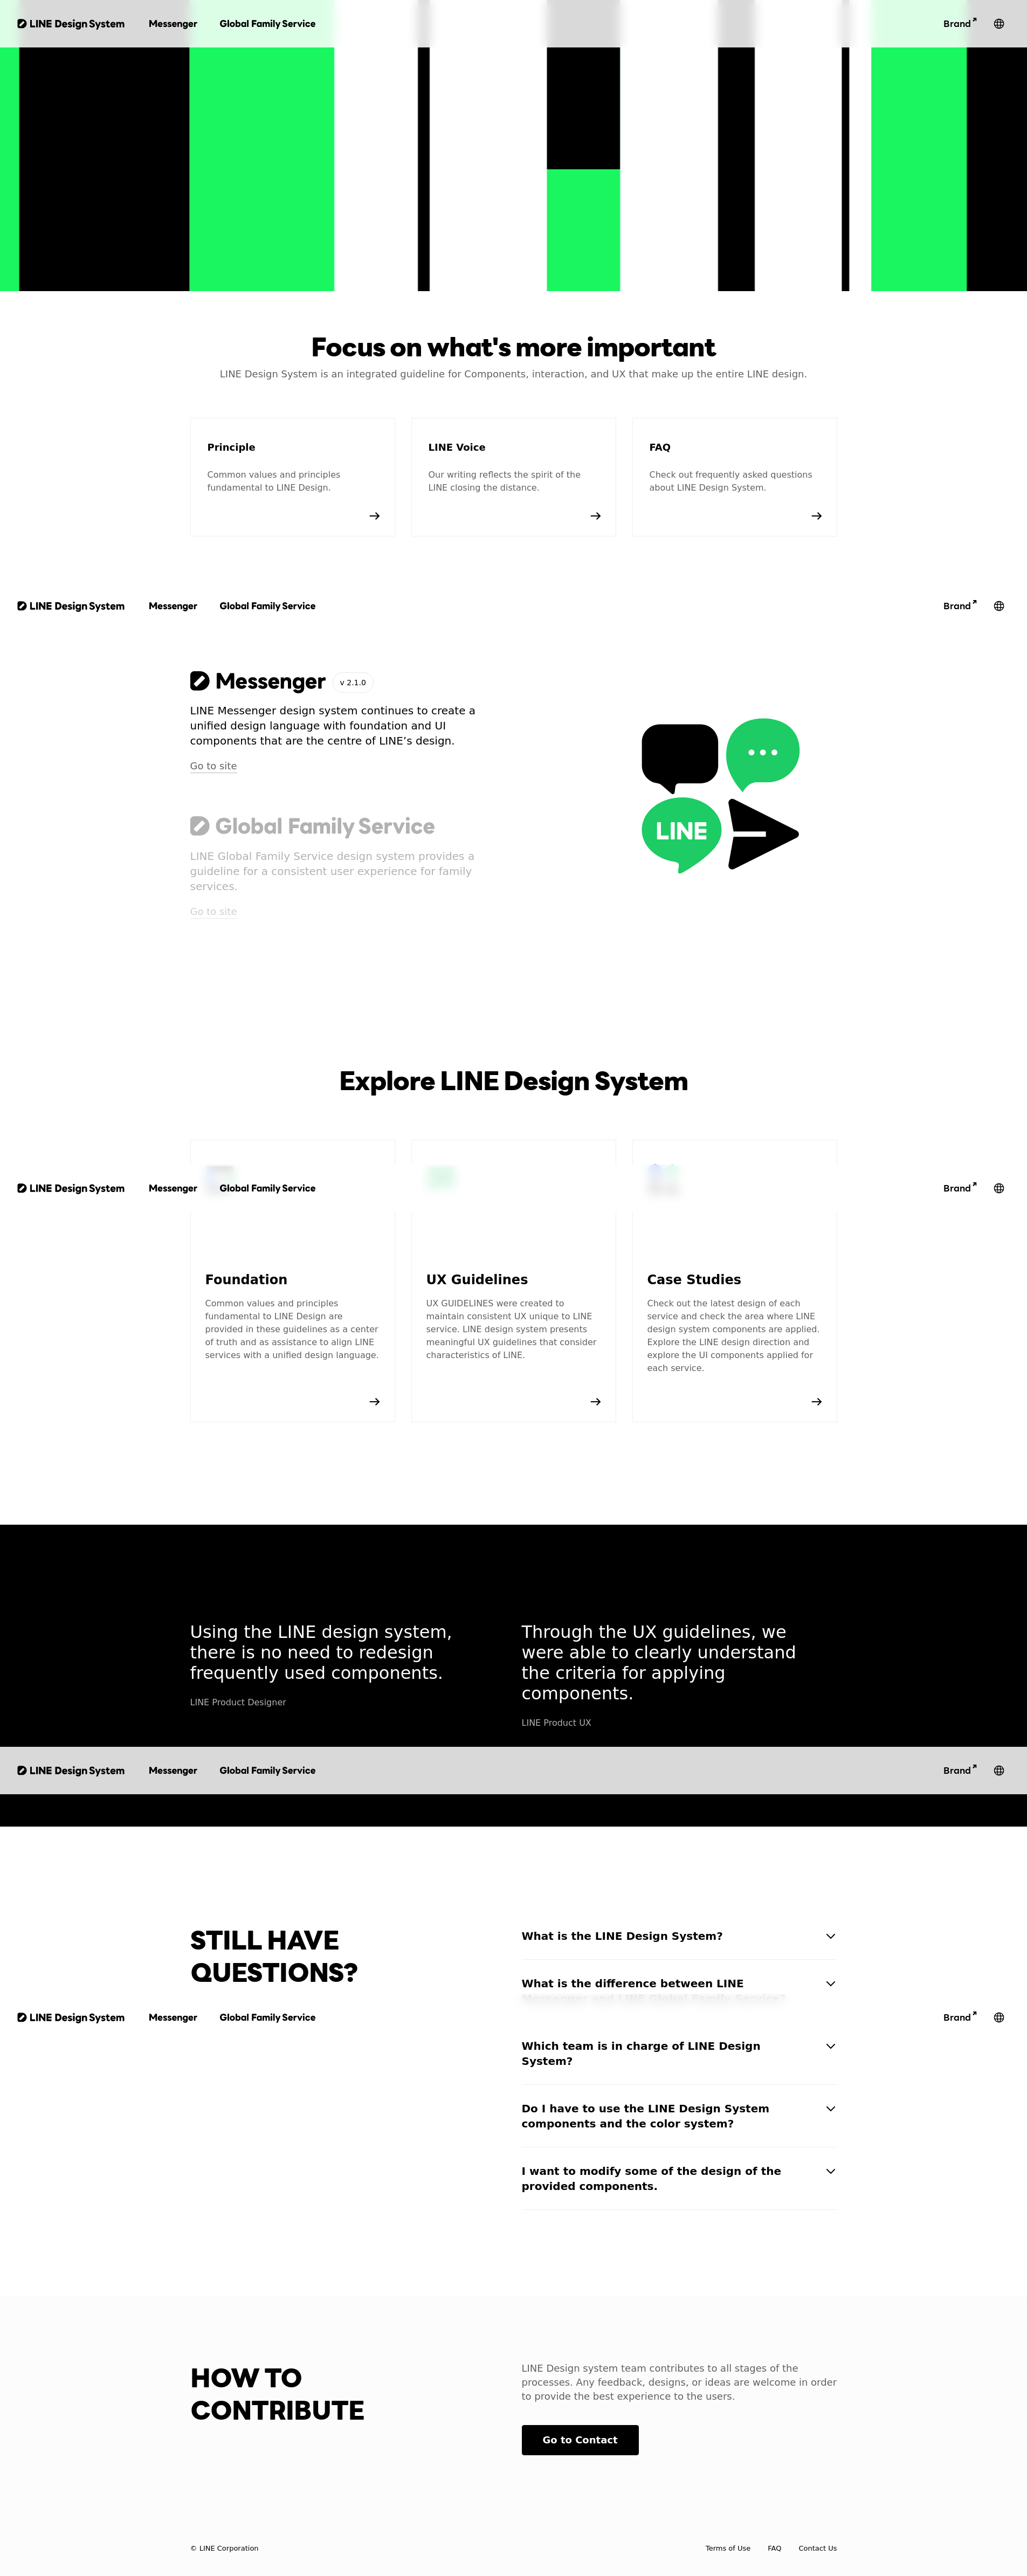 LINE Design System Messenger Global Family Service Brand
Focus on what's more important
LINE Design System is an integrated guideline for Components, interaction, and UX that make up the entire LINE design.
Principle
Common values and principles
fundamental to LINE Design.
LINE Voice
Our writing reflects the spirit of the
LINE closing the distance.
FAQ
Check out frequently asked questions
about LINE Design System.
LINE Design System Messenger Global Family Service Brand
Messenger v 2.1.0
LINE Messenger design system continues to create a
unified design language with foundation and UI
components that are the centre of LINE’s design.
Go to site
LINE
Global Family Service
LINE Global Family Service design system provides a
guideline for a consistent user experience for family
services.
Go to site
Explore LINE Design System
LINE Design System Messenger Global Family Service Brand
Foundation
Common values and principles
fundamental to LINE Design are
provided in these guidelines as a center
of truth and as assistance to align LINE
services with a unified design language.
UX Guidelines
UX GUIDELINES were created to
maintain consistent UX unique to LINE
service. LINE design system presents
meaningful UX guidelines that consider
characteristics of LINE.
Case Studies
Check out the latest design of each
service and check the area where LINE
design system components are applied.
Explore the LINE design direction and
explore the UI components applied for
each service.
Using the LINE design system,
there is no need to redesign
frequently used components.
LINE Product Designer
Through the UX guidelines, we
were able to clearly understand
the criteria for applying
components.
LINE Product UX
LINE Design System Messenger Global Family Service Brand
STILL HAVE
QUESTIONS?
What is the LINE Design System?
What is the difference between LINE
Messenger and LINE Global Family Service?
LINE Design System Messenger Global Family Service Brand
Which team is in charge of LINE Design
System?
Do I have to use the LINE Design System
components and the color system?
I want to modify some of the design of the
provided components.
HOW TO
CONTRIBUTE
LINE Design system team contributes to all stages of the
processes. Any feedback, designs, or ideas are welcome in order
to provide the best experience to the users.
Go to Contact
© LINE Corporation
Terms of Use FAQ Contact Us